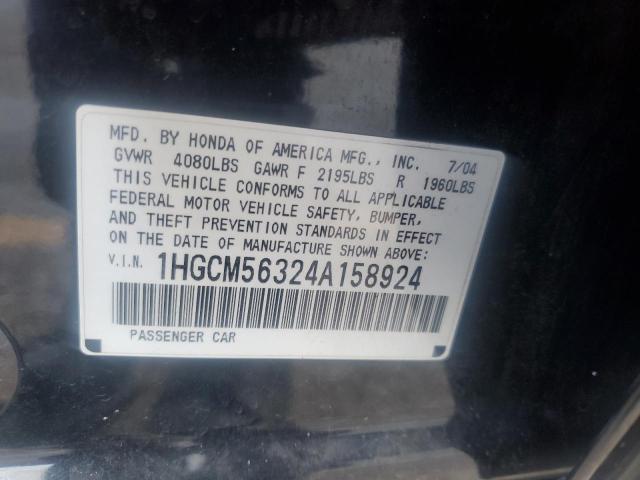 MFD. BY HONDA OF AMERICA MFG., INC. 7/04
GVWR 4080LBS GAWR F 2195LBS R 1960LBS
THIS VEHICLE CONFORMS TO ALL APPLICABLE
FEDERAL MOTOR VEHICLE SAFETY, BUMPER,
AND THEFT PREVENTION STANDARDS IN EFFECT
ON THE DATE OF MANUFACTURE SHOWN ABOVE:
V.I.N. 1HGCM56324A158924
PASSENGER CAR